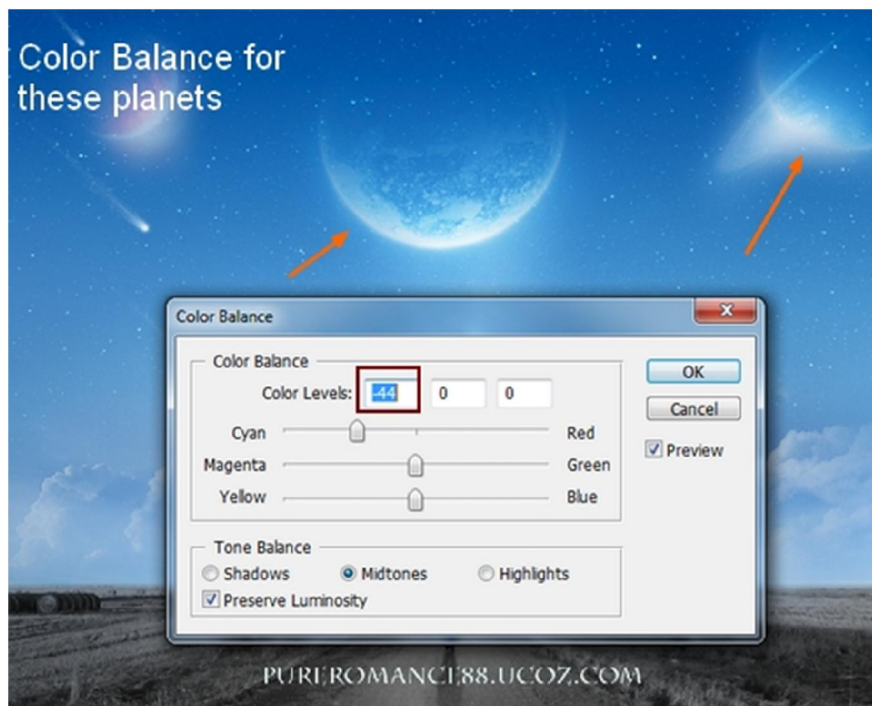 Color Balance for
these planets
Color Balance
Color Balance
Color Levels: -44 0 0
Cyan Red
Magenta Green
Yellow Blue
OK
Cancel
Preview
Tone Balance
Shadows Midtones Highlights
Preserve Luminosity
PUREROMANCE88.UCOZ.COM